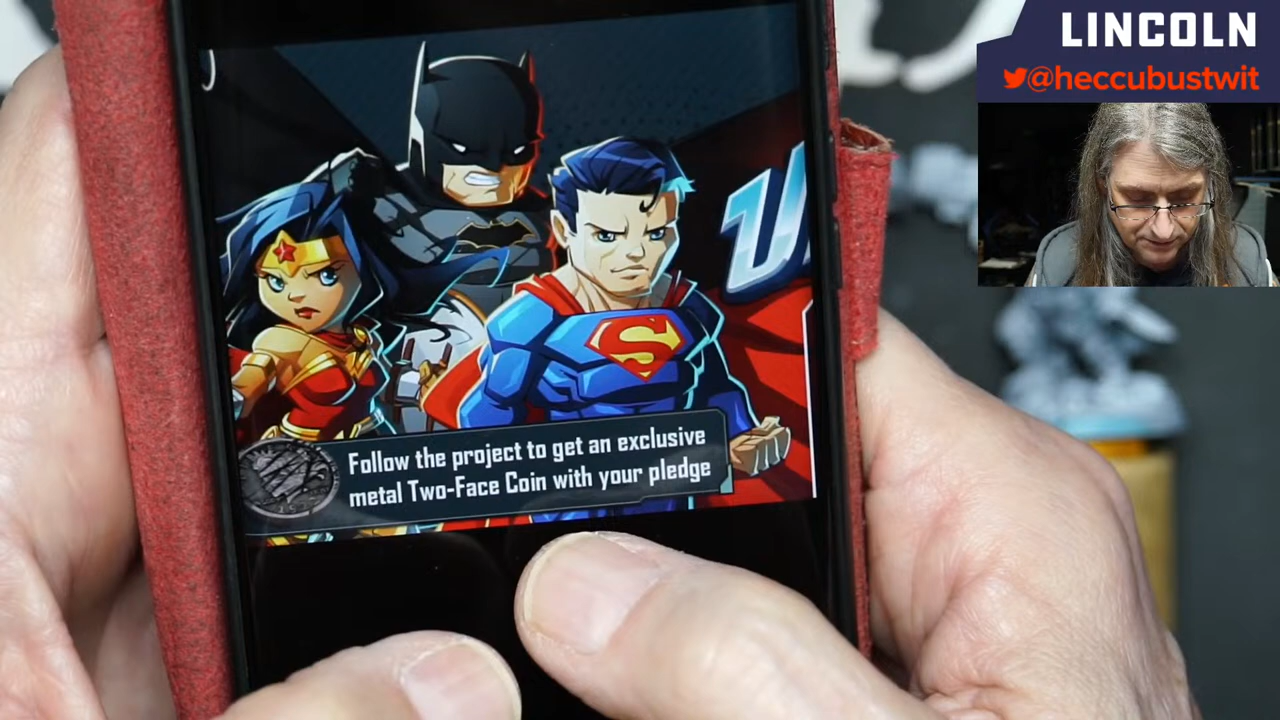 LINCOLN
@heccubustwit
U
S
Follow the project to get an exclusive
metal Two-Face Coin with your pledge